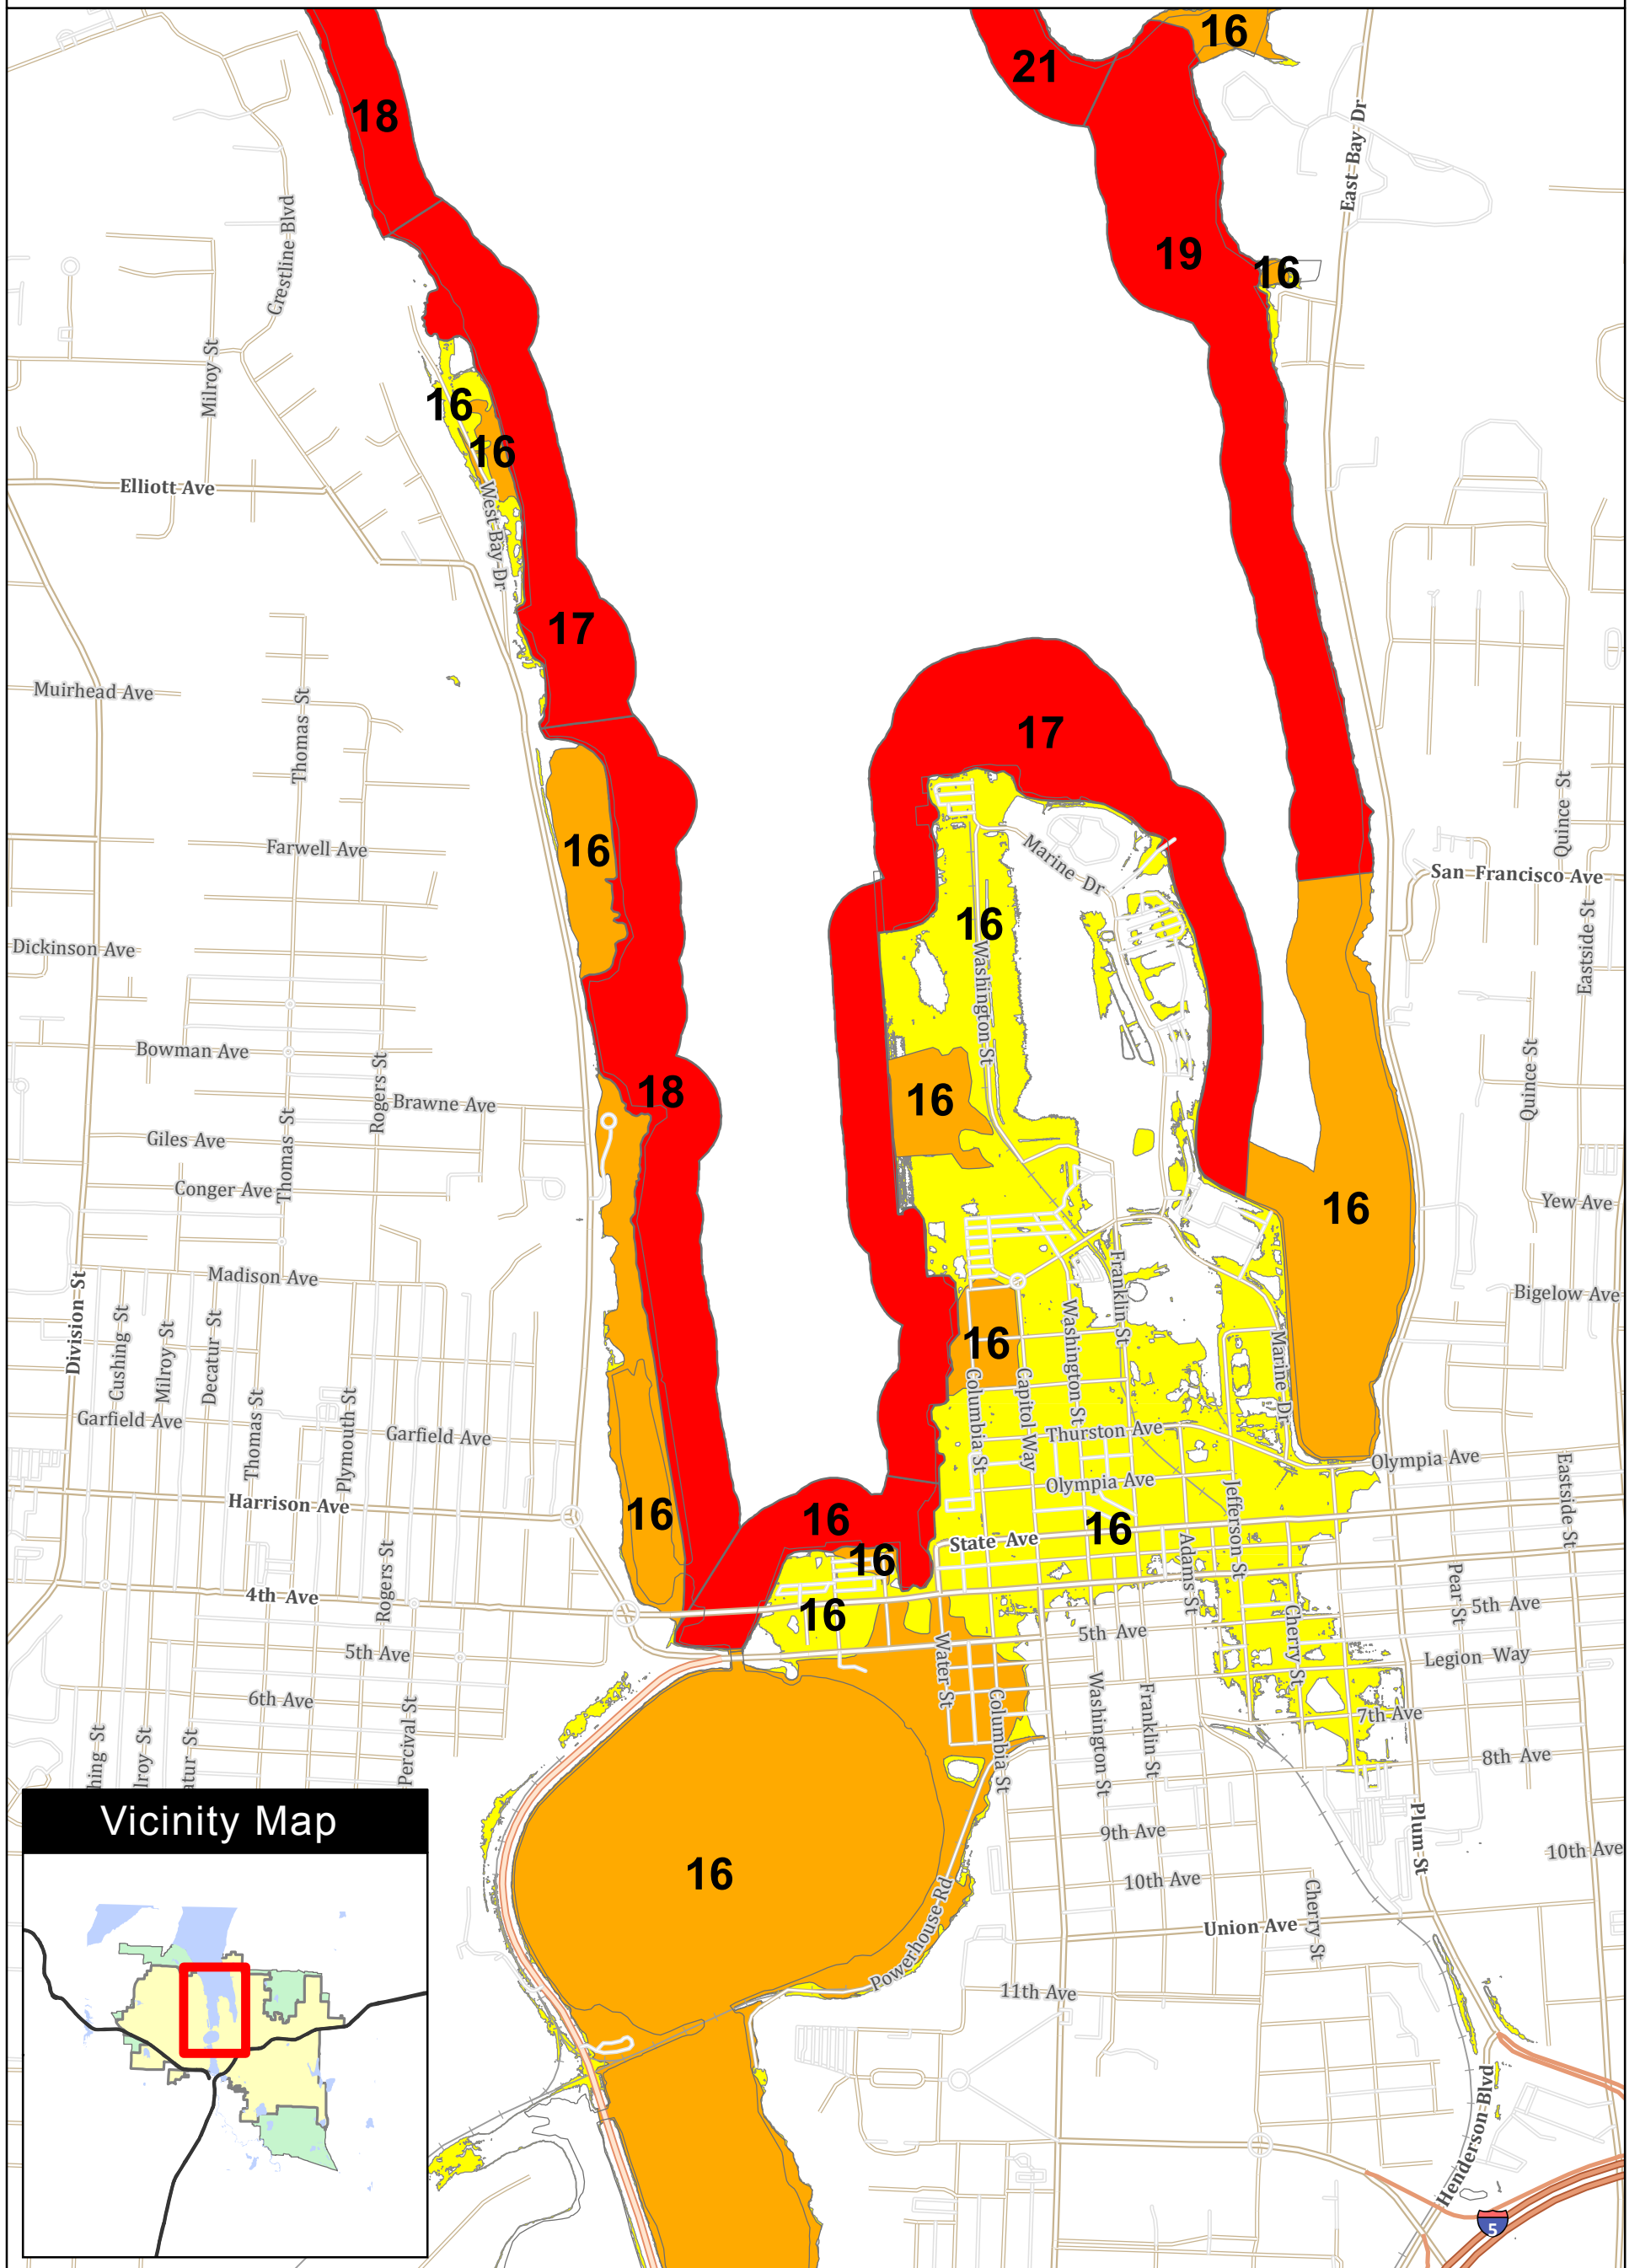 16
21
18
East Bay Dr
Crestline Blvd
19
16
Milroy St
16
16
Elliott Ave
West Bay Dr
17
Muirhead Ave
Thomas St
17
Quince St
Farwell Ave
16
Marine Dr
San Francisco Ave
16
Eastside St
Dickinson Ave
Washington St
Bowman Ave
Rogers St
18
16
Quince St
Brawne Ave
Giles Ave
Thomas St
Conger Ave
16
Yew Ave
Madison Ave
Franklin St
Bigelow Ave
Division St
Cushing St
Milroy St
Decatur St
16
Washington St
Marine Dr
Columbia St
Capitol Way
Garfield Ave
Thomas St
Plymouth St
Garfield Ave
Thurston Ave
Olympia Ave
Olympia Ave
Jefferson St
Eastside St
Harrison Ave
16
16
16
State Ave
16
Adams St
4th Ave
Rogers St
16
Pear St
5th Ave
Cherry St
5th Ave
5th Ave
Water St
Legion Way
6th Ave
Columbia St
Washington St
Franklin St
7th Ave
Percival St
8th Ave
hing St
lroy St
atur St
Vicinity Map
Plum St
9th Ave
10th Ave
16
10th Ave
Powerhouse Rd
Cherry St
Union Ave
11th Ave
Henderson Blvd
5